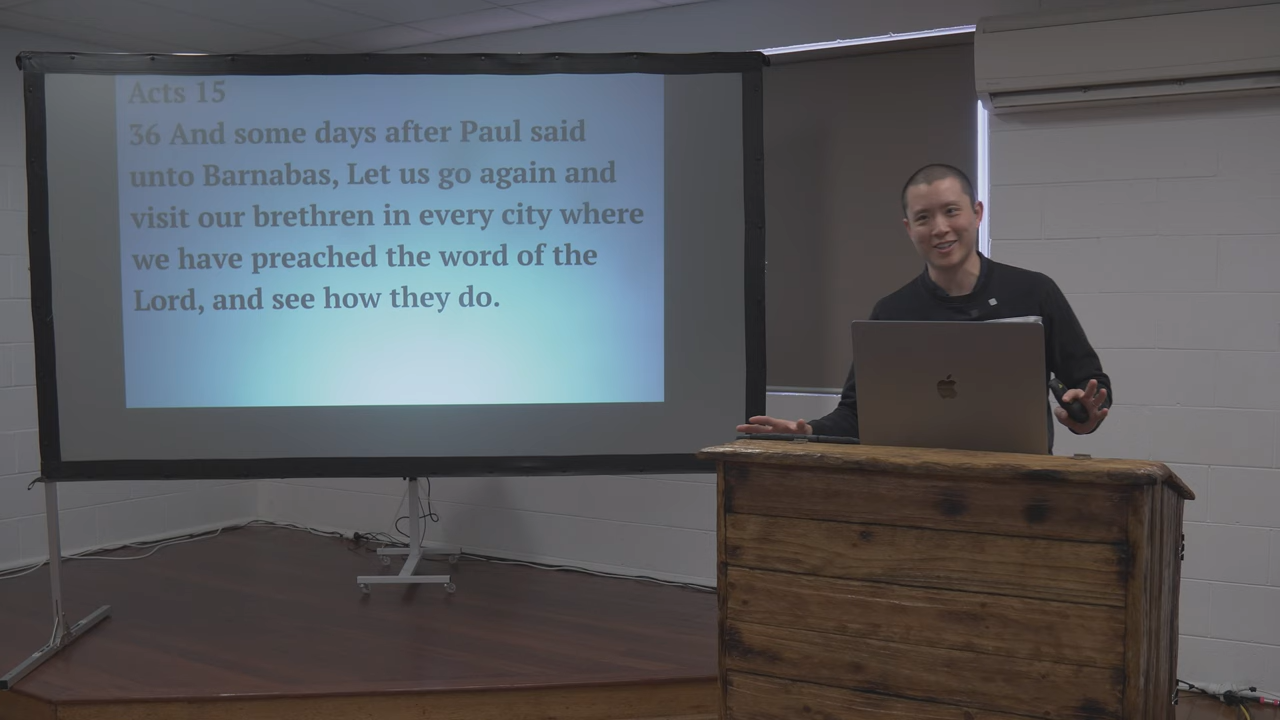 Acts 15
36 And some days after Paul said
unto Barnabas, Let us go again and
visit our brethren in every city where
we have preached the word of the
Lord, and see how they do.